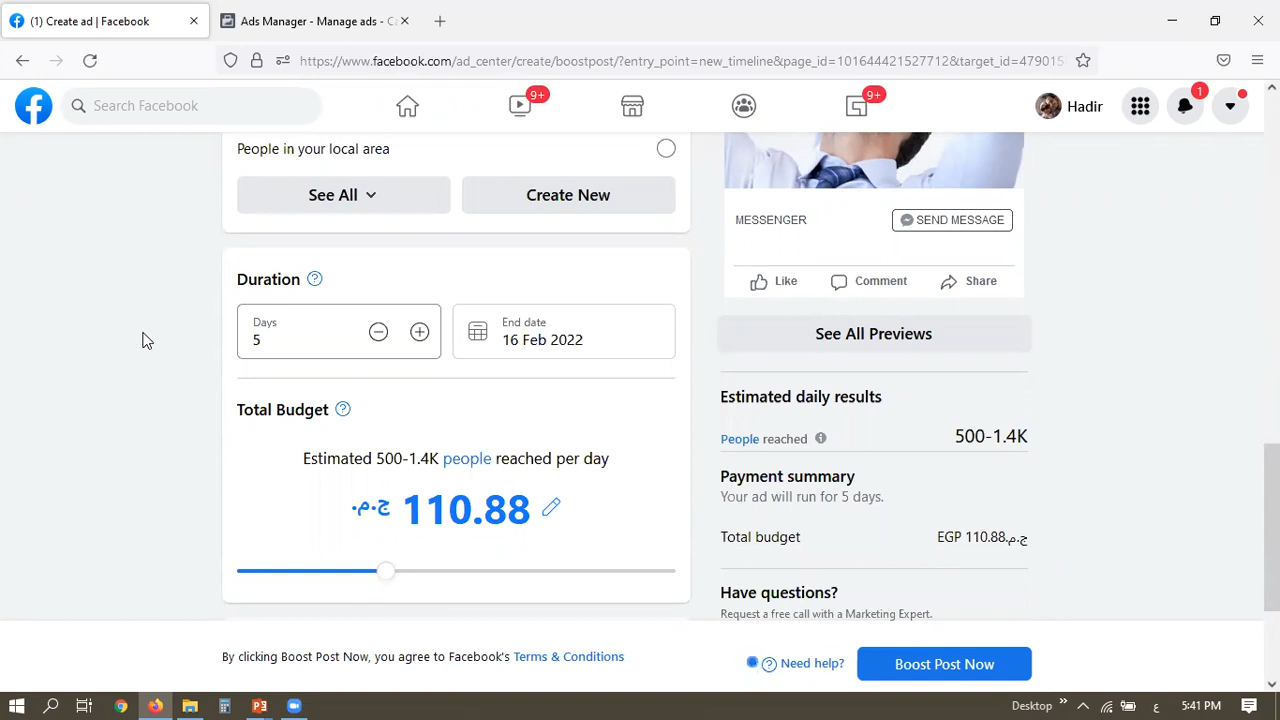 (1) Create ad | Facebook
Ads Manager - Manage ads - Ca
https://www.facebook.com/ad_center/create/boostpost/?entry_point=new_timeline&page_id=101644421527712&target_id=479015
Search Facebook
9+
9+
Hadir
1
People in your local area
See All
Create New
Duration ?
Days
5
End date
16 Feb 2022
Total Budget ?
Estimated 500-1.4K people reached per day
ج.م. 110.88
MESSENGER
SEND MESSAGE
Like
Comment
Share
See All Previews
Estimated daily results
People reached
500-1.4K
Payment summary
Your ad will run for 5 days.
Total budget
EGP 110.88ج.م.
Have questions?
Request a free call with a Marketing Expert.
By clicking Boost Post Now, you agree to Facebook's Terms & Conditions
? Need help?
Boost Post Now
Desktop
ع
5:41 PM